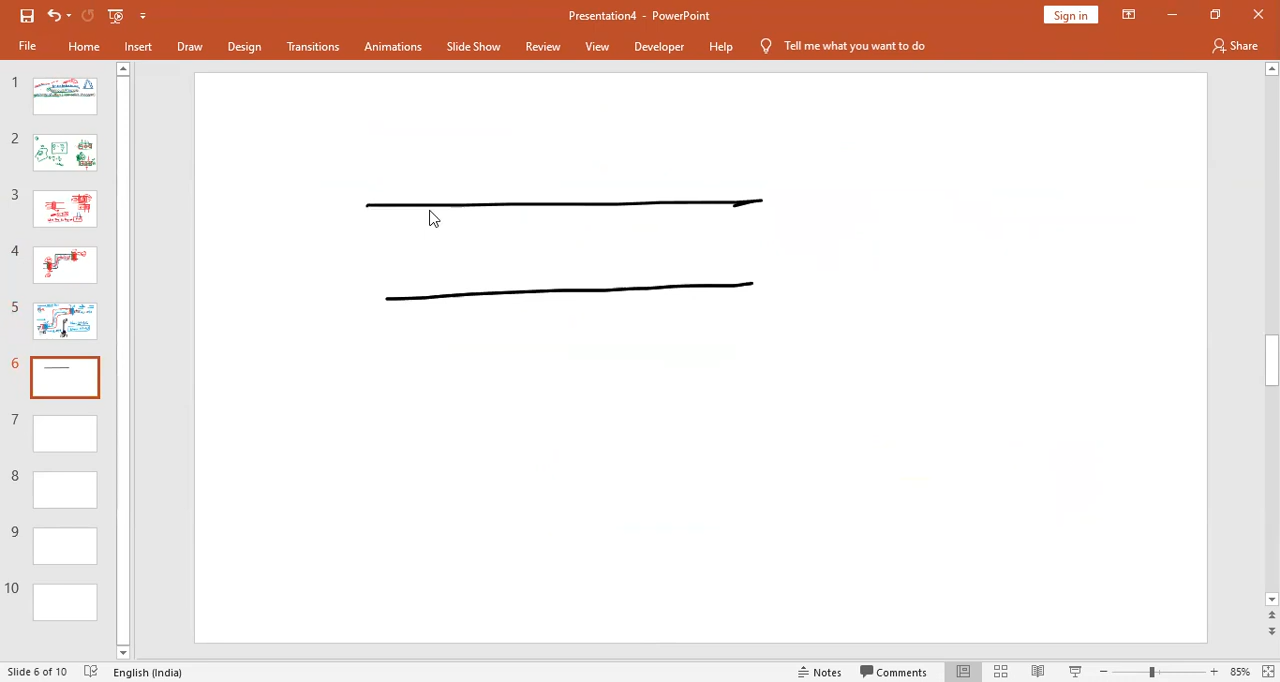 Presentation4 - PowerPoint
Sign in
File Home Insert Draw Design Transitions Animations Slide Show Review View Developer Help Tell me what you want to do Share
1
2
3
4
5
6
7
8
9
10
Slide 6 of 10 English (India) Notes Comments 85%